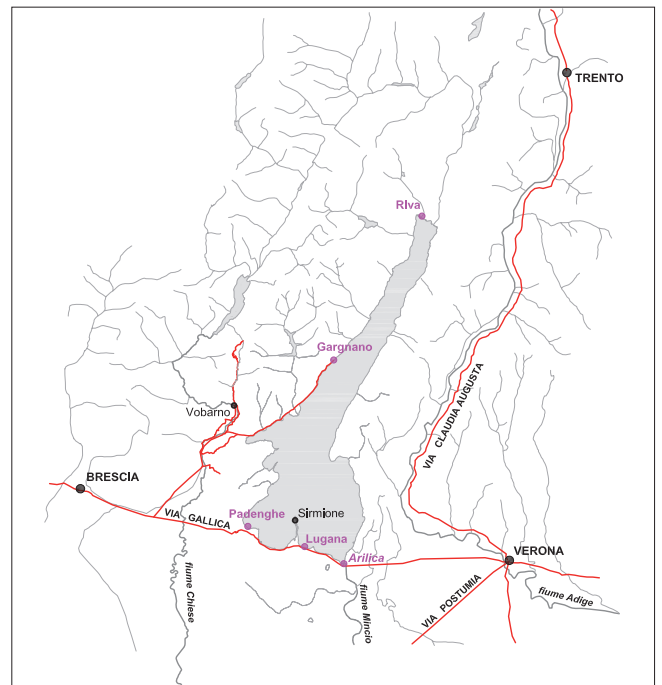 TRENTO
RIva
Gargnano
VIA CLAUDIA AUGUSTA
Vobarno
BRESCIA
VIA GALLICA
Padenghe
Sirmione
Lugana
Arilica
VERONA
VIA POSTUMIA
fiume Adige
fiume Chiese
fiume Mincio